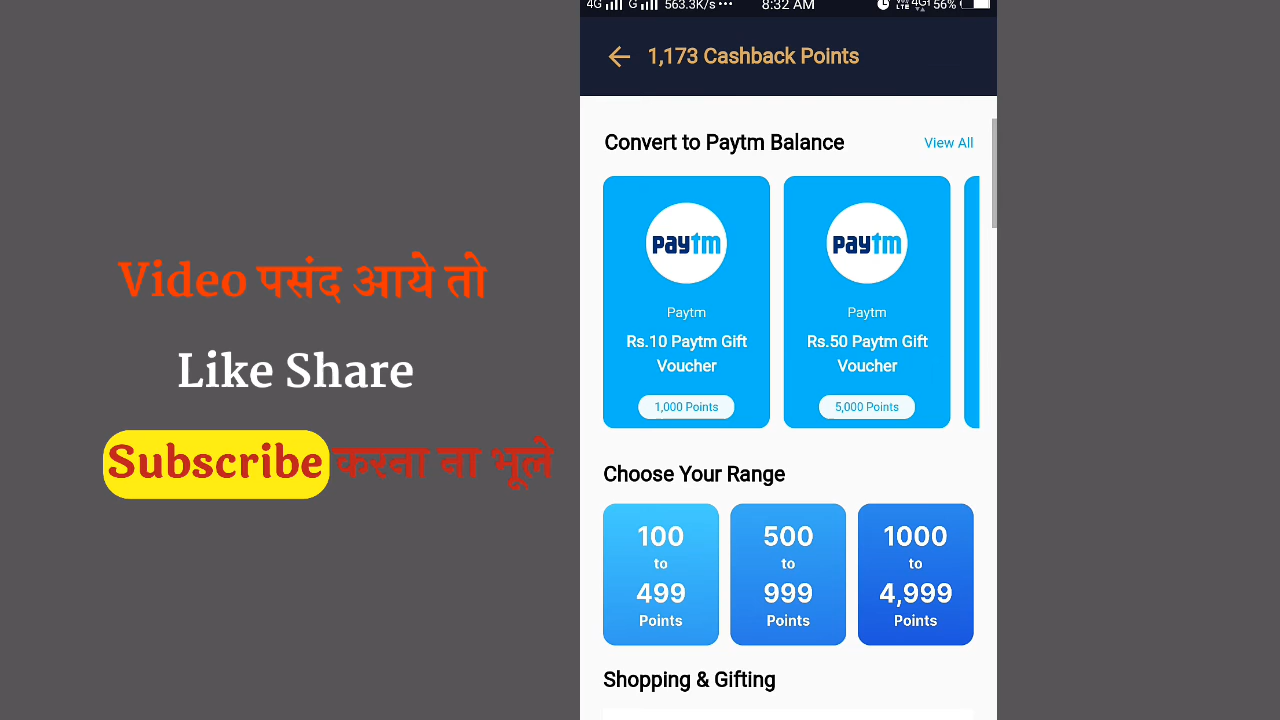 4G G 563.3K/s ••• 8:32 AM 4G 56%
1,173 Cashback Points
Convert to Paytm Balance View All
paytm paytm
Paytm Paytm
Rs.10 Paytm Gift Rs.50 Paytm Gift
Voucher Voucher
1,000 Points 5,000 Points
Choose Your Range
100 500 1000
to to to
499 999 4,999
Points Points Points
Shopping & Gifting
Video पसंद आये तो
Like Share
Subscribe करना ना भूले